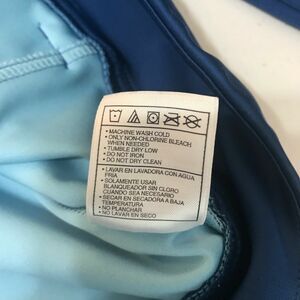 • MACHINE WASH COLD
• ONLY NON-CHLORINE BLEACH
WHEN NEEDED
• TUMBLE DRY LOW
• DO NOT IRON
• DO NOT DRY CLEAN
• LAVAR EN LAVADORA CON AGUA
FRIA
• SOLAMENTE USAR
BLANQUEADOR SIN CLORO
CUANDO SEA NECESARIO
• SECAR EN SECADORA A BAJA
TEMPERATURA
• NO PLANCHAR
• NO LAVAR EN SECO